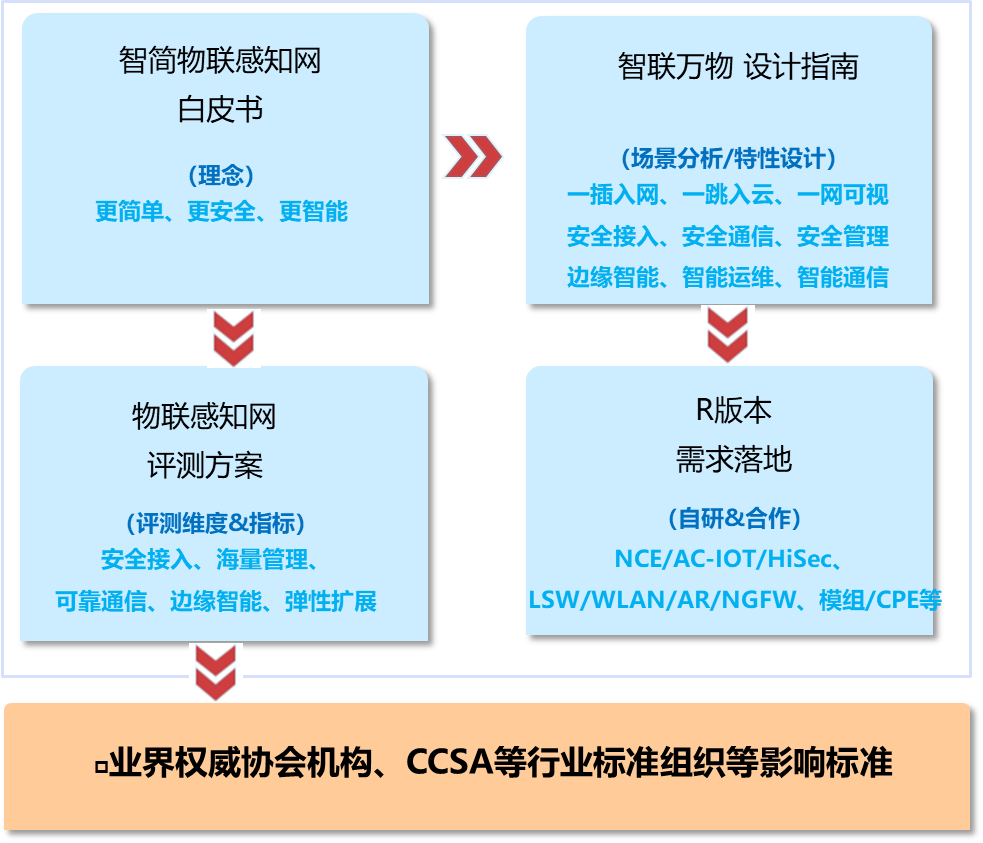 智简物联感知网
白皮书
（理念）
更简单、更安全、更智能
智联万物 设计指南
（场景分析/特性设计）
一插入网、一跳入云、一网可视
安全接入、安全通信、安全管理
边缘智能、智能运维、智能通信
物联感知网
评测方案
（评测维度&指标）
安全接入、海量管理、
可靠通信、边缘智能、弹性扩展
R版本
需求落地
（自研&合作）
NCE/AC-IOT/HiSec、
LSW/WLAN/AR/NGFW、模组/CPE等
业界权威协会机构、CCSA等行业标准组织等影响标准